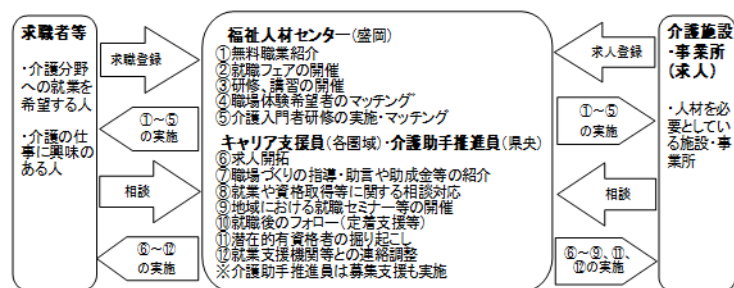 求職者等
・介護分野
への就業を
希望する人
・介護の仕
事に興味の
ある人
求職登録
①～⑤
の実施
相談
⑥～⑫
の実施
福祉人材センター(盛岡)
①無料職業紹介
②就職フェアの開催
③研修、講習の開催
④職場体験希望者のマッチング
⑤介護入門者研修の実施・マッチング
キャリア支援員(各圏域)・介護助手推進員(県央)
⑥求人開拓
⑦職場づくりの指導・助言や助成金等の紹介
⑧就業や資格取得等に関する相談対応
⑨地域における就職セミナー等の開催
⑩就職後のフォロー(定着支援等)
⑪潜在的有資格者の掘り起こし
⑫就業支援機関等との連絡調整
※介護助手推進員は募集支援も実施
求人登録
①～⑤
の実施
相談
⑥～⑨、⑪、
⑫の実施
介護施設
・事業所
(求人)
・人材を必
要としてい
る施設・事
業所